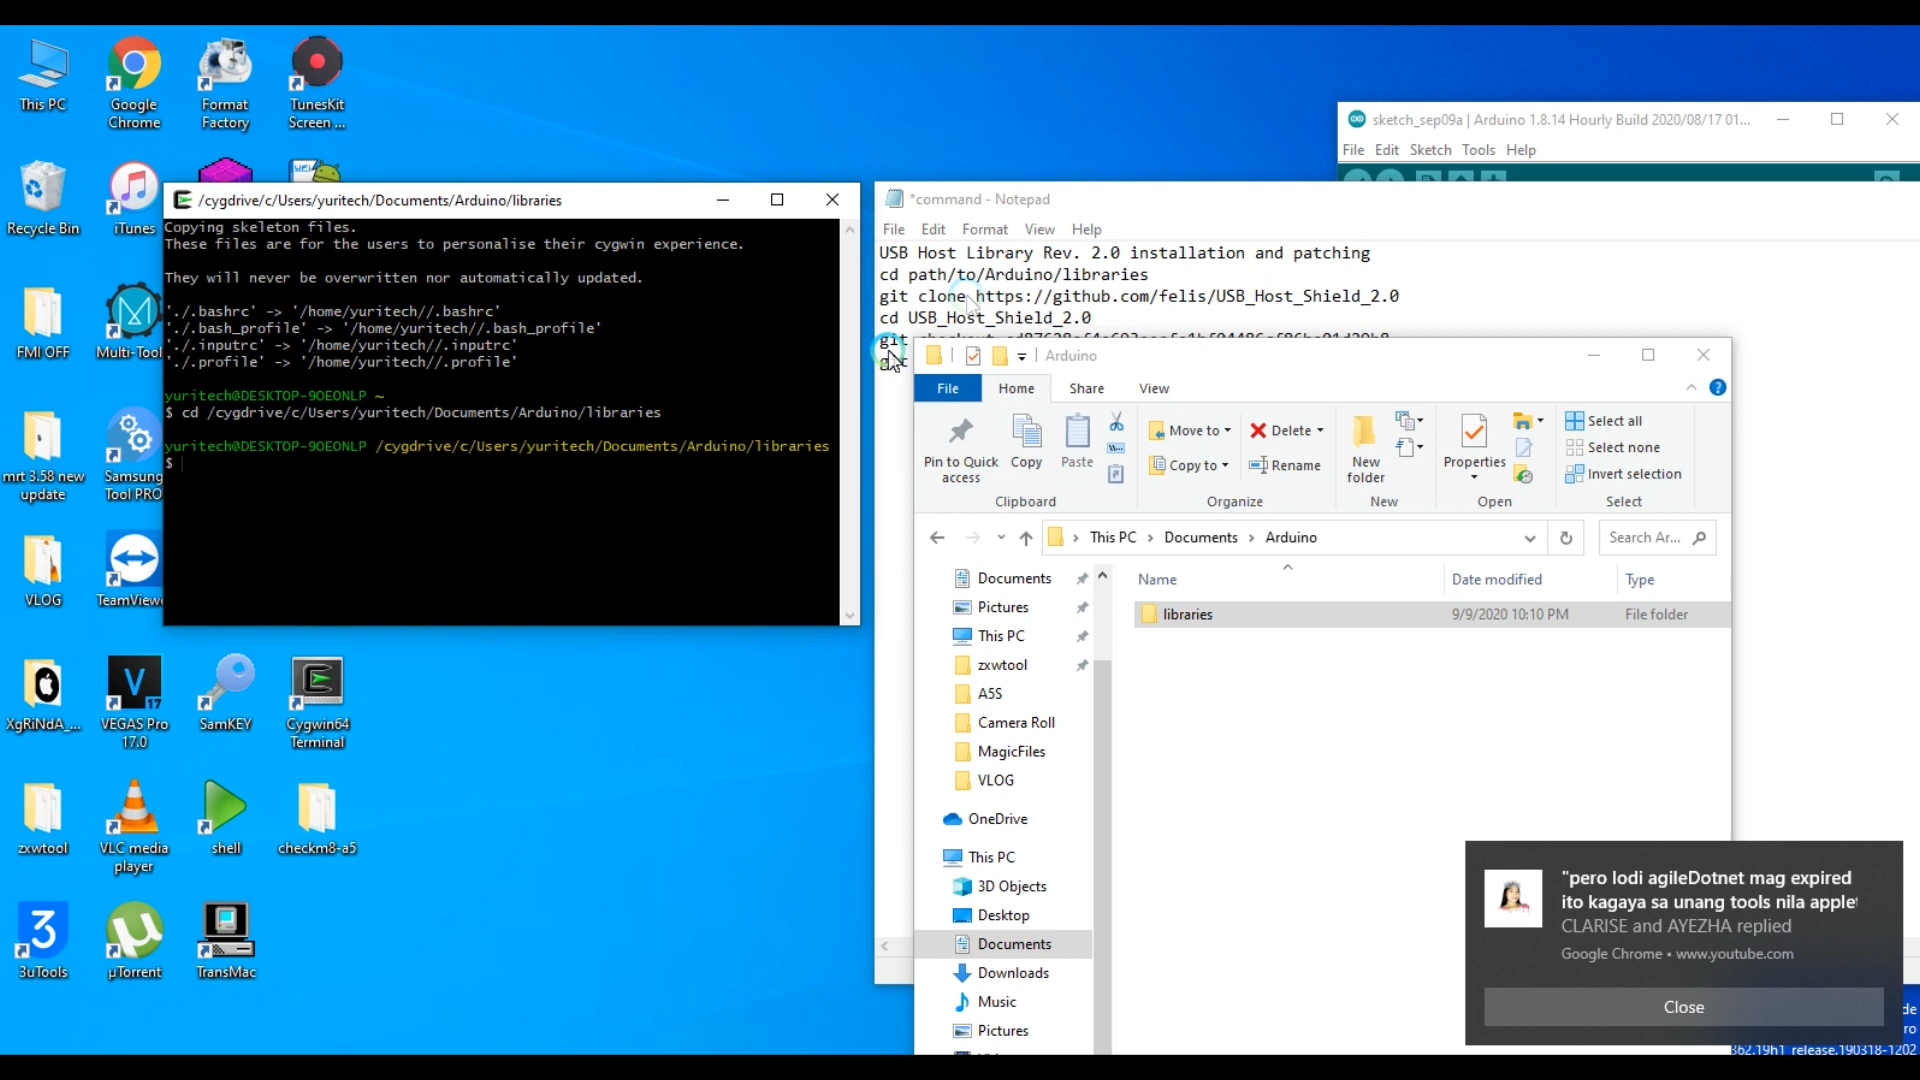 This PC
Google Chrome
Format Factory
TunesKit Screen ...
Recycle Bin
iTunes
FMI OFF
Multi-Tool
mrt 3.58 new update
Samsung Tool PRO
VLOG
TeamViewe
XgRiNdA_...
VEGAS Pro 17.0
SamKEY
Cygwin64 Terminal
zxwtool
VLC media player
shell
checkm8-a5
3uTools
µTorrent
TransMac
/cygdrive/c/Users/yuritech/Documents/Arduino/libraries
Copying skeleton files.
These files are for the users to personalise their cygwin experience.
They will never be overwritten nor automatically updated.
'./.bashrc' -> '/home/yuritech//.bashrc'
'./.bash_profile' -> '/home/yuritech//.bash_profile'
'./.inputrc' -> '/home/yuritech//.inputrc'
'./.profile' -> '/home/yuritech//.profile'
yuritech@DESKTOP-9OEONLP ~
$ cd /cygdrive/c/Users/yuritech/Documents/Arduino/libraries
yuritech@DESKTOP-9OEONLP /cygdrive/c/Users/yuritech/Documents/Arduino/libraries
$
sketch_sep09a | Arduino 1.8.14 Hourly Build 2020/08/17 01...
File Edit Sketch Tools Help
*command - Notepad
File Edit Format View Help
USB Host Library Rev. 2.0 installation and patching
cd path/to/Arduino/libraries
git clone https://github.com/felis/USB_Host_Shield_2.0
cd USB_Host_Shield_2.0
git checkout
git
Arduino
File Home Share View
Pin to Quick access
Copy
Paste
Clipboard
Move to
Copy to
Delete
Rename
Organize
New folder
New
Properties
Open
Select all
Select none
Invert selection
Select
This PC > Documents > Arduino
Search Ar...
Name Date modified Type
libraries 9/9/2020 10:10 PM File folder
Documents
Pictures
This PC
zxwtool
A5S
Camera Roll
MagicFiles
VLOG
OneDrive
This PC
3D Objects
Desktop
Documents
Downloads
Music
Pictures
"pero lodi agileDotnet mag expired
ito kagaya sa unang tools nila apple
CLARISE and AYEZHA replied
Google Chrome • www.youtube.com
Close
de
ro
362.19h1_release.190318-1202